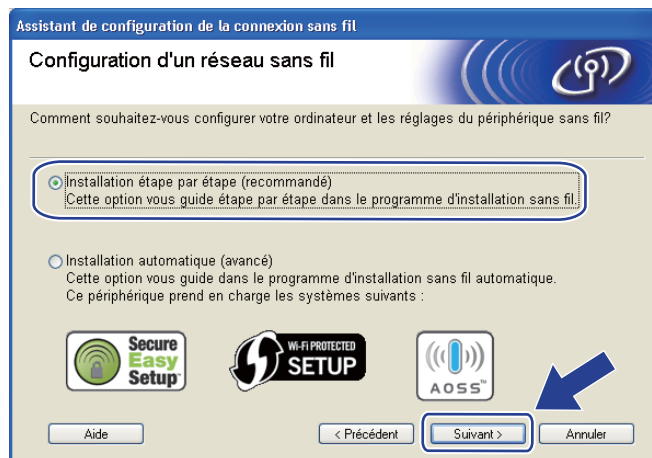 Assistant de configuration de la connexion sans fil
Configuration d'un réseau sans fil
Comment souhaitez-vous configurer votre ordinateur et les réglages du périphérique sans fil?
Installation étape par étape (recommandé)
Cette option vous guide étape par étape dans le programme d'installation sans fil.
Installation automatique (avancé)
Cette option vous guide dans le programme d'installation sans fil automatique.
Ce périphérique prend en charge les systèmes suivants :
Secure
Easy
Setup™
Wi-Fi PROTECTED
SETUP
AOSS™
Aide
< Précédent
Suivant >
Annuler